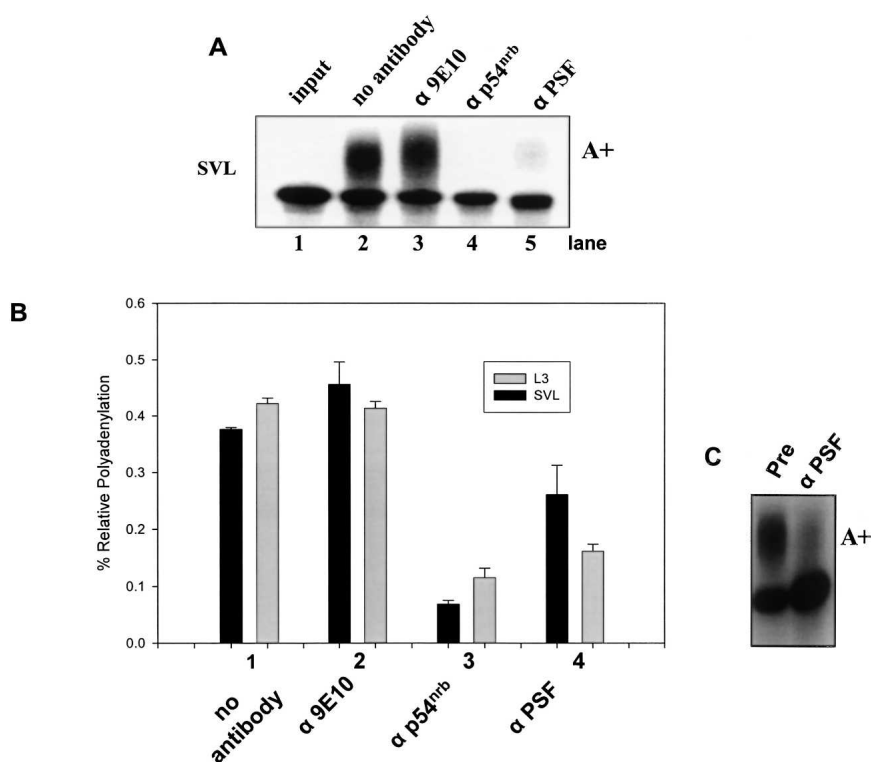 A
input
no antibody
α 9E10
α p54nrb
α PSF
SVL
A+
1 2 3 4 5 lane
B
% Relative Polyadenylation
0.6
0.5
0.4
0.3
0.2
0.1
0.0
L3
SVL
1 2 3 4
no antibody
α 9E10
α p54nrb
α PSF
C
Pre
α PSF
A+